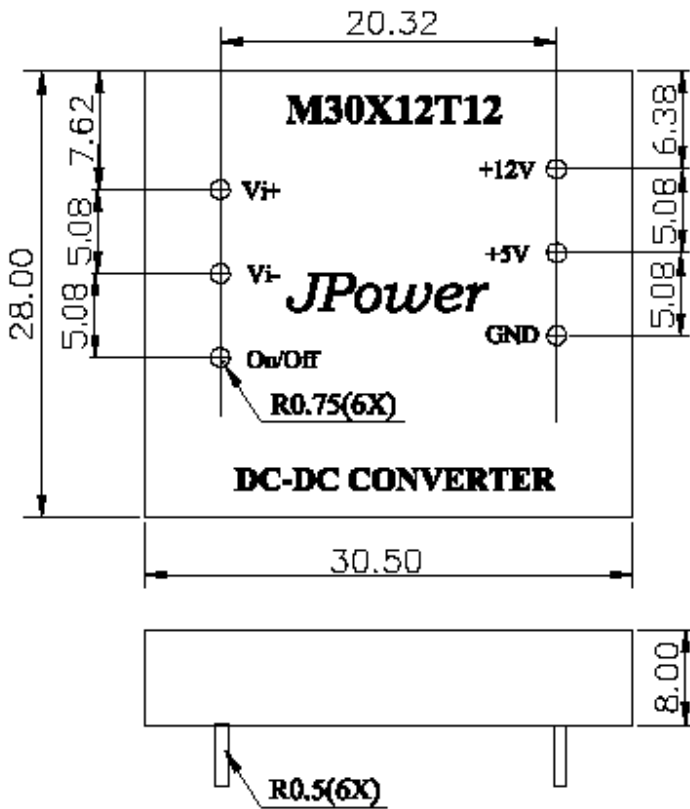 20.32
M30X12T12
7.62
6.38
Vi+
+12V
5.08
5.08
28.00
Vi-
+5V
JPower
5.08
5.08
On/Off
GND
R0.75(6X)
DC-DC CONVERTER
30.50
8.00
R0.5(6X)